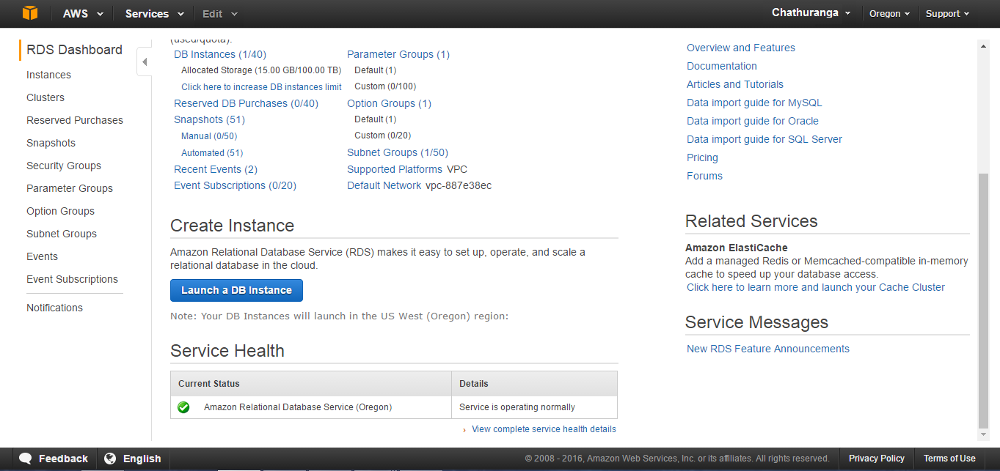 AWS Services Edit Chathuranga Oregon Support
RDS Dashboard
Instances
Clusters
Reserved Purchases
Snapshots
Security Groups
Parameter Groups
Option Groups
Subnet Groups
Events
Event Subscriptions
Notifications
(used/quota).
DB Instances (1/40)
Allocated Storage (15.00 GB/100.00 TB)
Click here to increase DB instances limit
Reserved DB Purchases (0/40)
Snapshots (51)
Manual (0/50)
Automated (51)
Recent Events (2)
Event Subscriptions (0/20)
Parameter Groups (1)
Default (1)
Custom (0/100)
Option Groups (1)
Default (1)
Custom (0/20)
Subnet Groups (1/50)
Supported Platforms VPC
Default Network vpc-887e38ec
Create Instance
Amazon Relational Database Service (RDS) makes it easy to set up, operate, and scale a
relational database in the cloud.
Launch a DB Instance
Note: Your DB Instances will launch in the US West (Oregon) region:
Service Health
Current Status Details
Amazon Relational Database Service (Oregon) Service is operating normally
› View complete service health details
Overview and Features
Documentation
Articles and Tutorials
Data import guide for MySQL
Data import guide for Oracle
Data import guide for SQL Server
Pricing
Forums
Related Services
Amazon ElastiCache
Add a managed Redis or Memcached-compatible in-memory
cache to speed up your database access.
Click here to learn more and launch your Cache Cluster
Service Messages
New RDS Feature Announcements
Feedback English © 2008 - 2016, Amazon Web Services, Inc. or its affiliates. All rights reserved. Privacy Policy Terms of Use